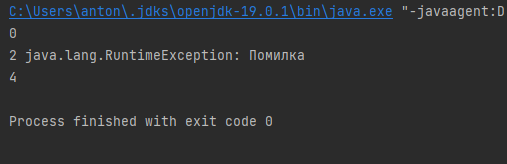 C:\Users\anton\.jdks\openjdk-19.0.1\bin\java.exe "-javaagent:D
0
2 java.lang.RuntimeException: Помилка
4
Process finished with exit code 0